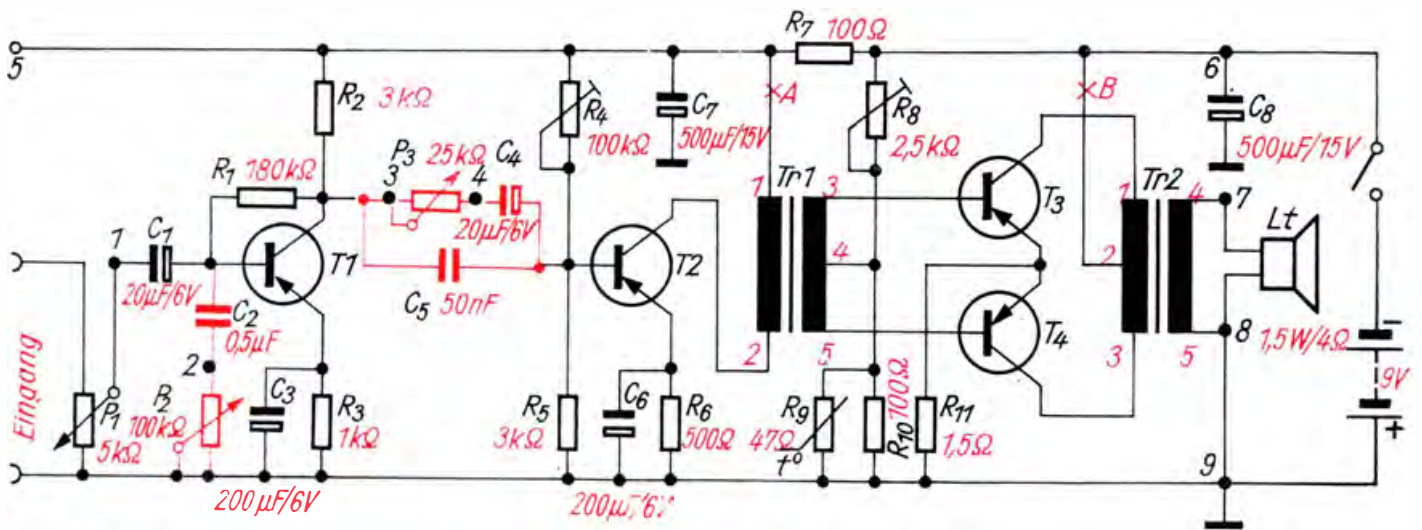 5
R2 3kΩ
R1 180kΩ
1
C1
20µF/6V
T1
C2
0,5µF
2
Eingang
P1
5kΩ
P2
100kΩ
C3
200µF/6V
R3
1kΩ
P3
3
25kΩ
4
C4
20µF/6V
C5 50nF
R4
100kΩ
C7
500µF/15V
T2
R5
3kΩ
C6
200µF/6V
R6
500Ω
R7 100Ω
×A
R8
2,5kΩ
Tr1
1
2
3
4
5
R9
47Ω
t°
R10
100Ω
R11
1,5Ω
T3
T4
×B
Tr2
1
2
3
4
5
6
C8
500µF/15V
7
Lt
8
1,5W/4Ω
9
-
9V
+